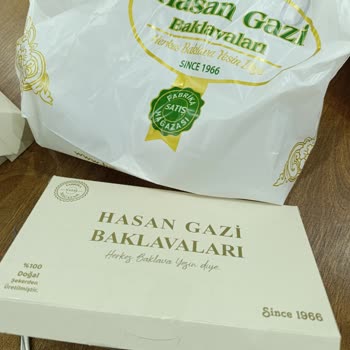 Hasan Gazi
Baklavaları
Herkes Baklava Yesin Diye
SINCE 1966
FABRİKA
SATIŞ
MAĞAZASI
HASAN GAZİ
BAKLAVALARI
Herkes Baklava Yesin diye.
%100
Doğal
Şekerden
Üretilmiştir.
Since 1966